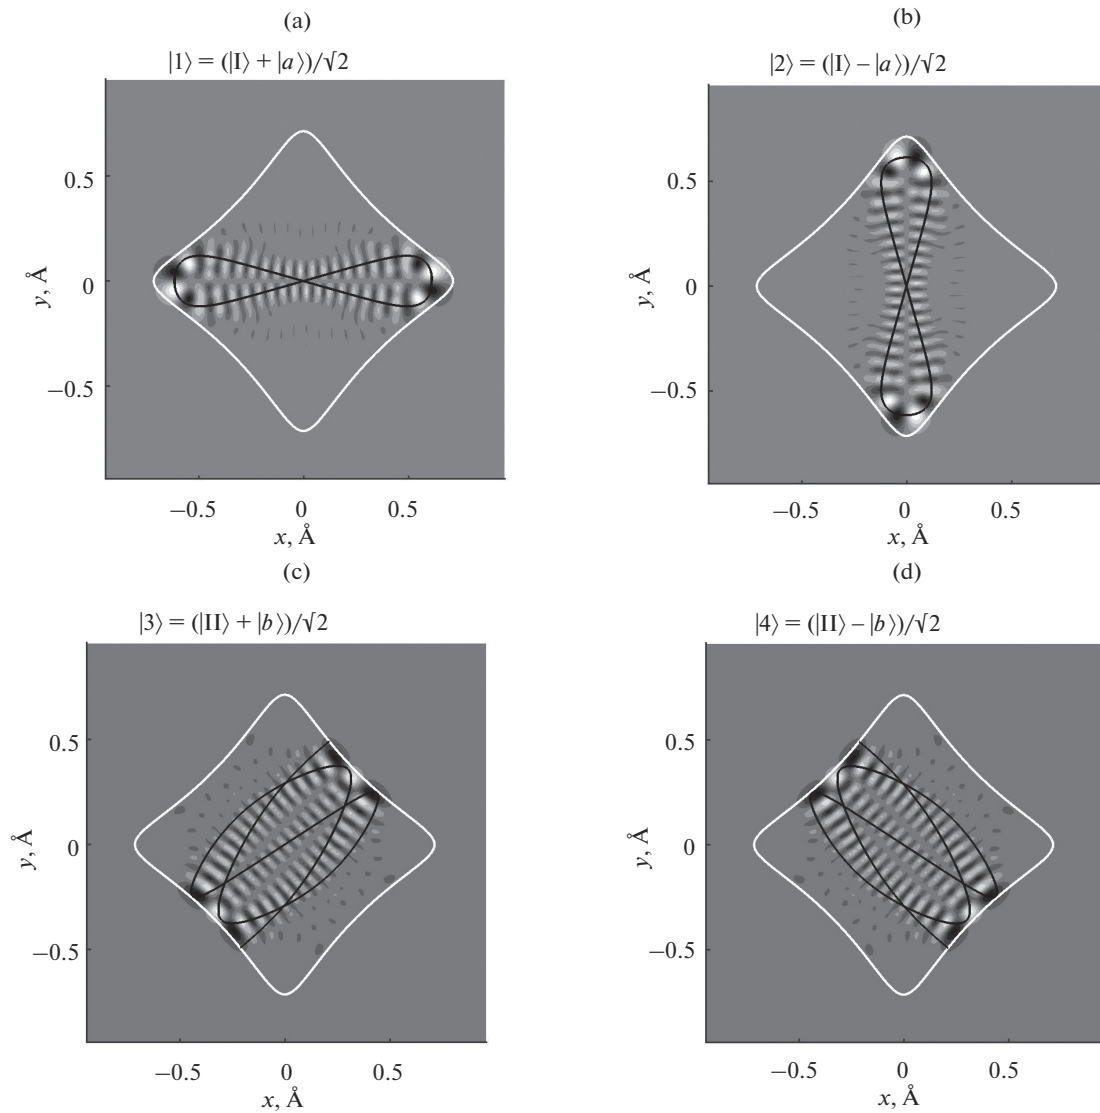 (a)
|1⟩ = (|I⟩ + |a⟩)/√2
0.5
0
−0.5
y, Å
−0.5 0 0.5
x, Å
(b)
|2⟩ = (|I⟩ − |a⟩)/√2
0.5
0
−0.5
y, Å
−0.5 0 0.5
x, Å
(c)
|3⟩ = (|II⟩ + |b⟩)/√2
0.5
0
−0.5
y, Å
−0.5 0 0.5
x, Å
(d)
|4⟩ = (|II⟩ − |b⟩)/√2
0.5
0
−0.5
y, Å
−0.5 0 0.5
x, Å